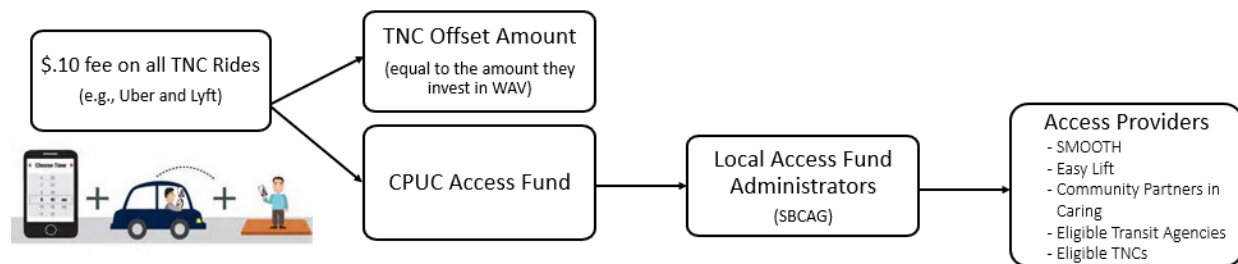 $.10 fee on all TNC Rides
(e.g., Uber and Lyft)
TNC Offset Amount
(equal to the amount they
invest in WAV)
CPUC Access Fund
Local Access Fund
Administrators
(SBCAG)
Access Providers
- SMOOTH
- Easy Lift
- Community Partners in
Caring
- Eligible Transit Agencies
- Eligible TNCs
Choose Time